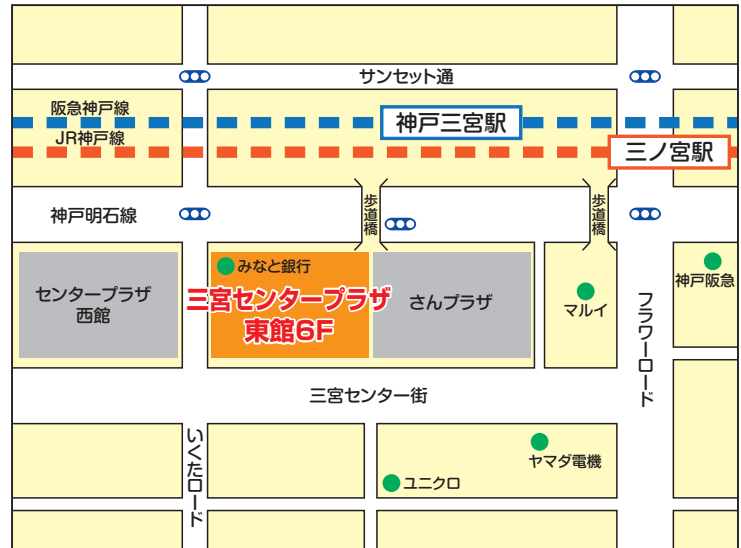 サンセット通
阪急神戸線
神戸三宮駅
JR神戸線
三ノ宮駅
神戸明石線
歩道橋
歩道橋
みなと銀行
神戸阪急
センタープラザ
西館
三宮センタープラザ
東館6F
さんプラザ
マルイ
フラワーロード
三宮センター街
いくたロード
ヤマダ電機
ユニクロ